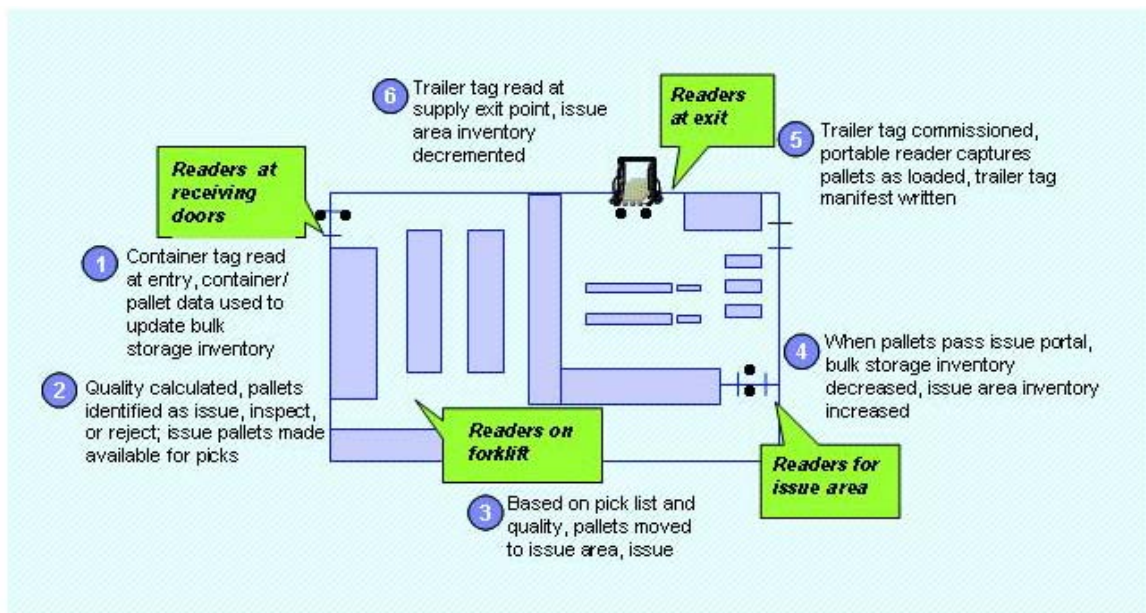 6
Trailer tag read at
supply exit point, issue
area inventory
decremented
Readers
at exit
5
Trailer tag commissioned,
portable reader captures
pallets as loaded, trailer tag
manifest written
Readers at
receiving
doors
1
Container tag read
at entry, container/
pallet data used to
update bulk
storage inventory
2
Quality calculated, pallets
identified as issue, inspect,
or reject; issue pallets made
available for picks
4
When pallets pass issue portal,
bulk storage inventory
decreased, issue area inventory
increased
Readers on
forklift
Readers for
issue area
3
Based on pick list and
quality, pallets moved
to issue area, issue